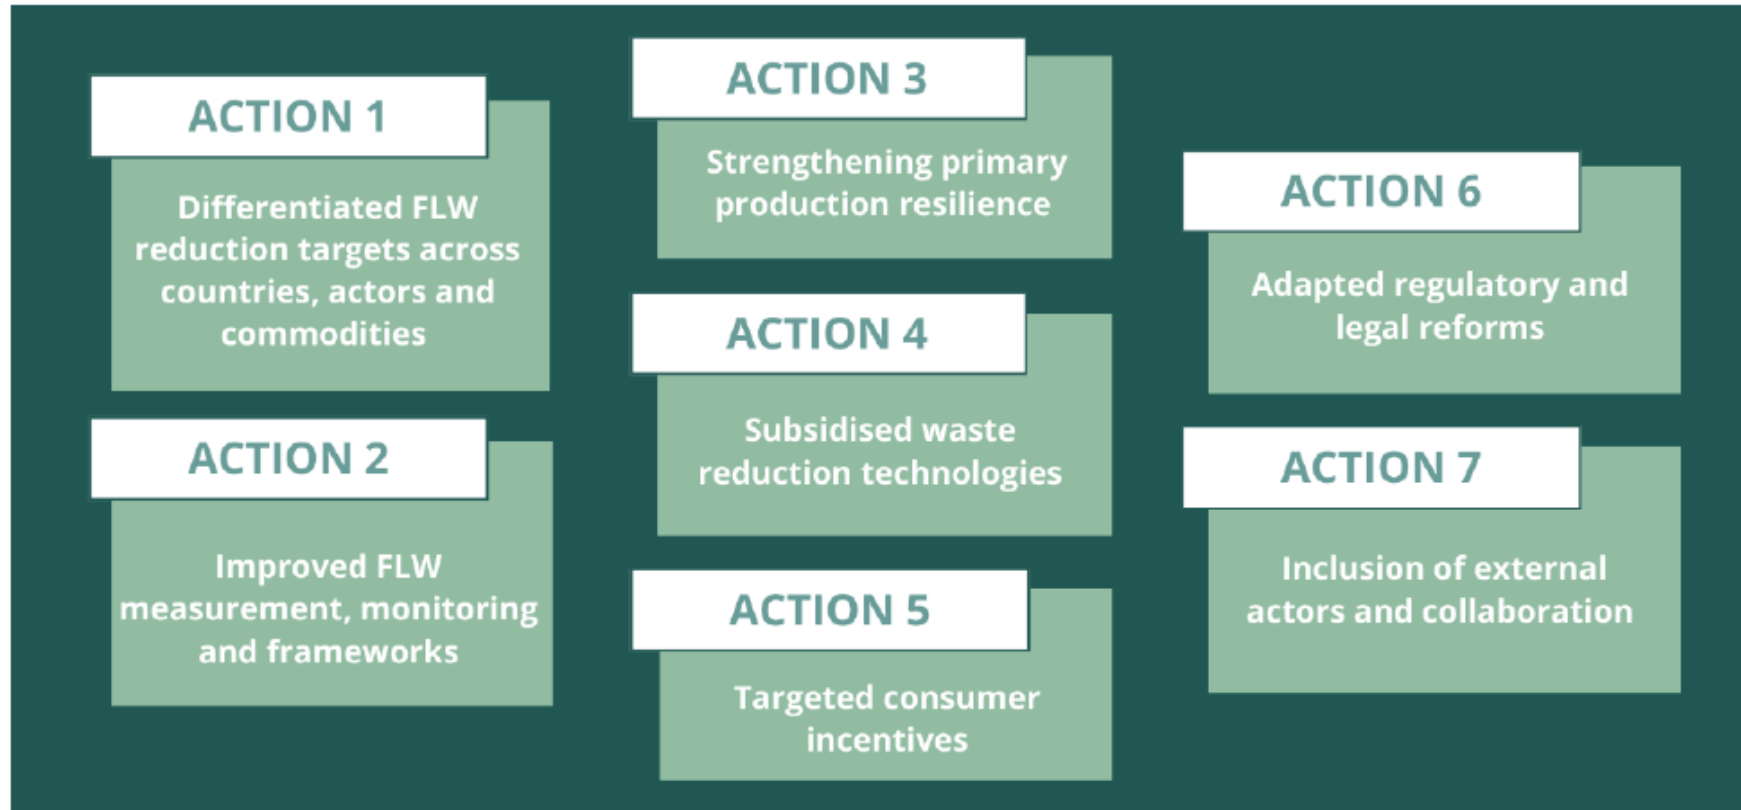 ACTION 1
Differentiated FLW
reduction targets across
countries, actors and
commodities
ACTION 2
Improved FLW
measurement, monitoring
and frameworks
ACTION 3
Strengthening primary
production resilience
ACTION 4
Subsidised waste
reduction technologies
ACTION 5
Targeted consumer
incentives
ACTION 6
Adapted regulatory and
legal reforms
ACTION 7
Inclusion of external
actors and collaboration